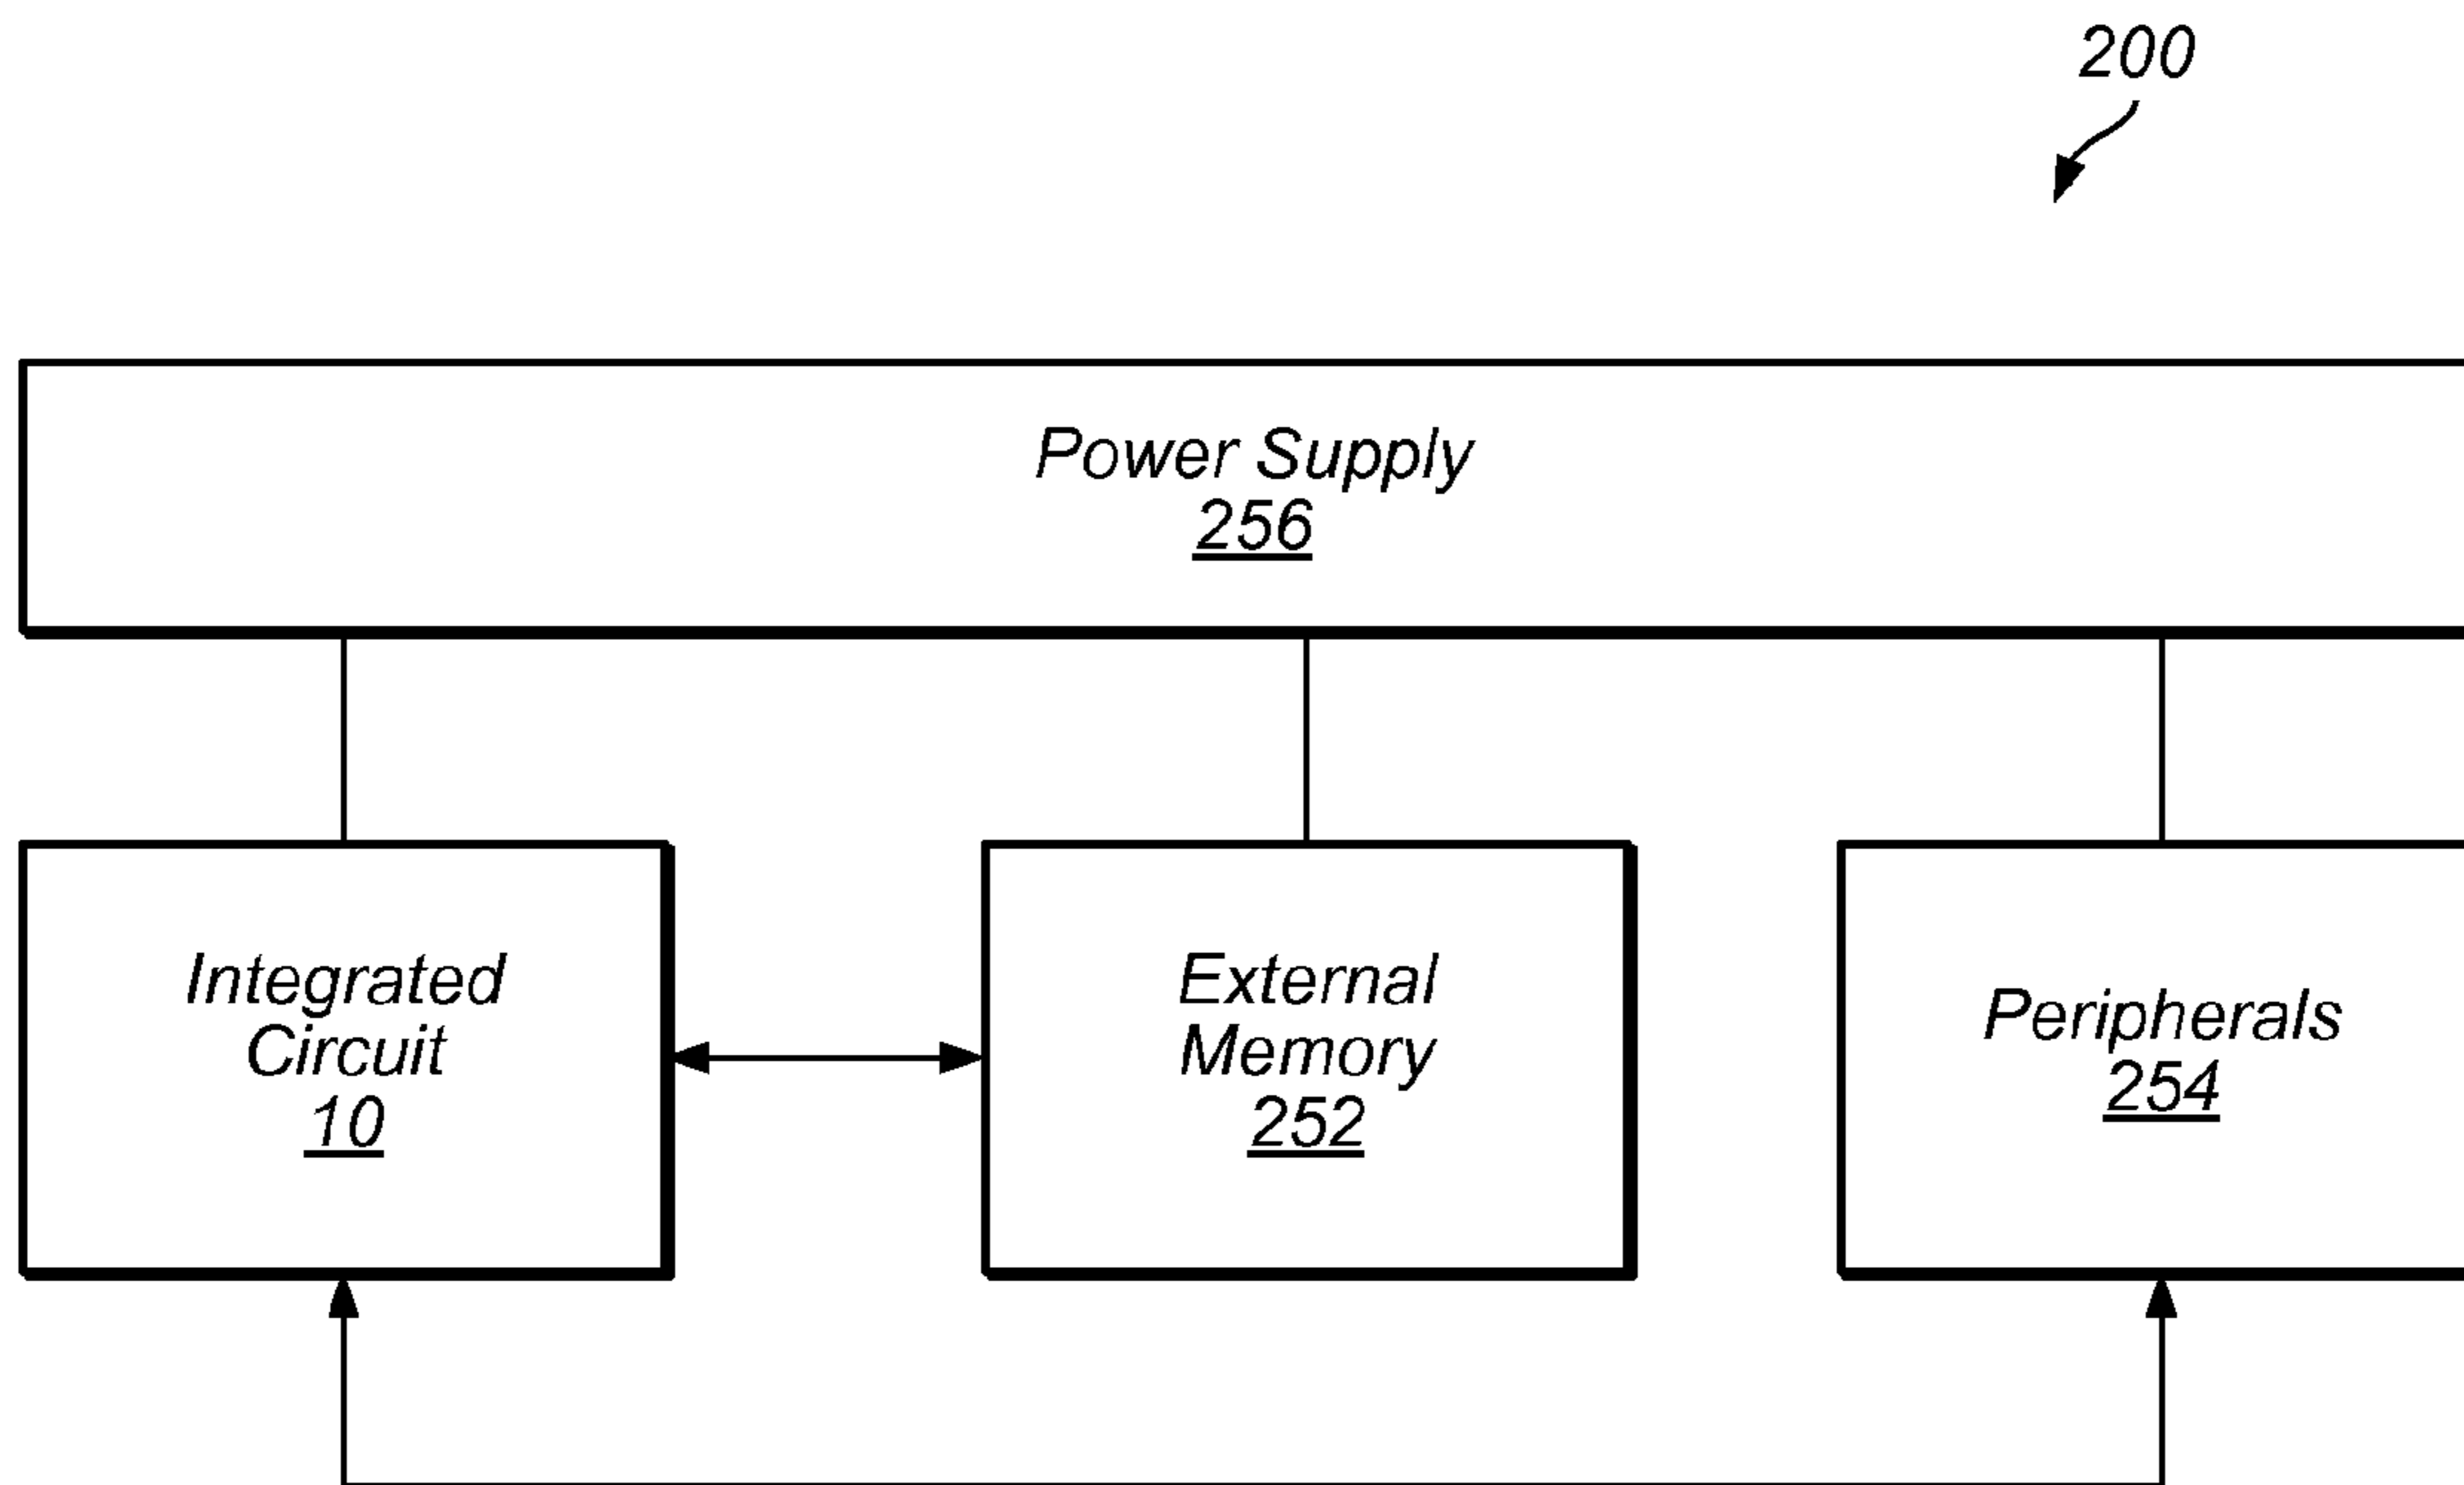 200
Power Supply
256
Integrated
Circuit
10
External
Memory
252
Peripherals
254